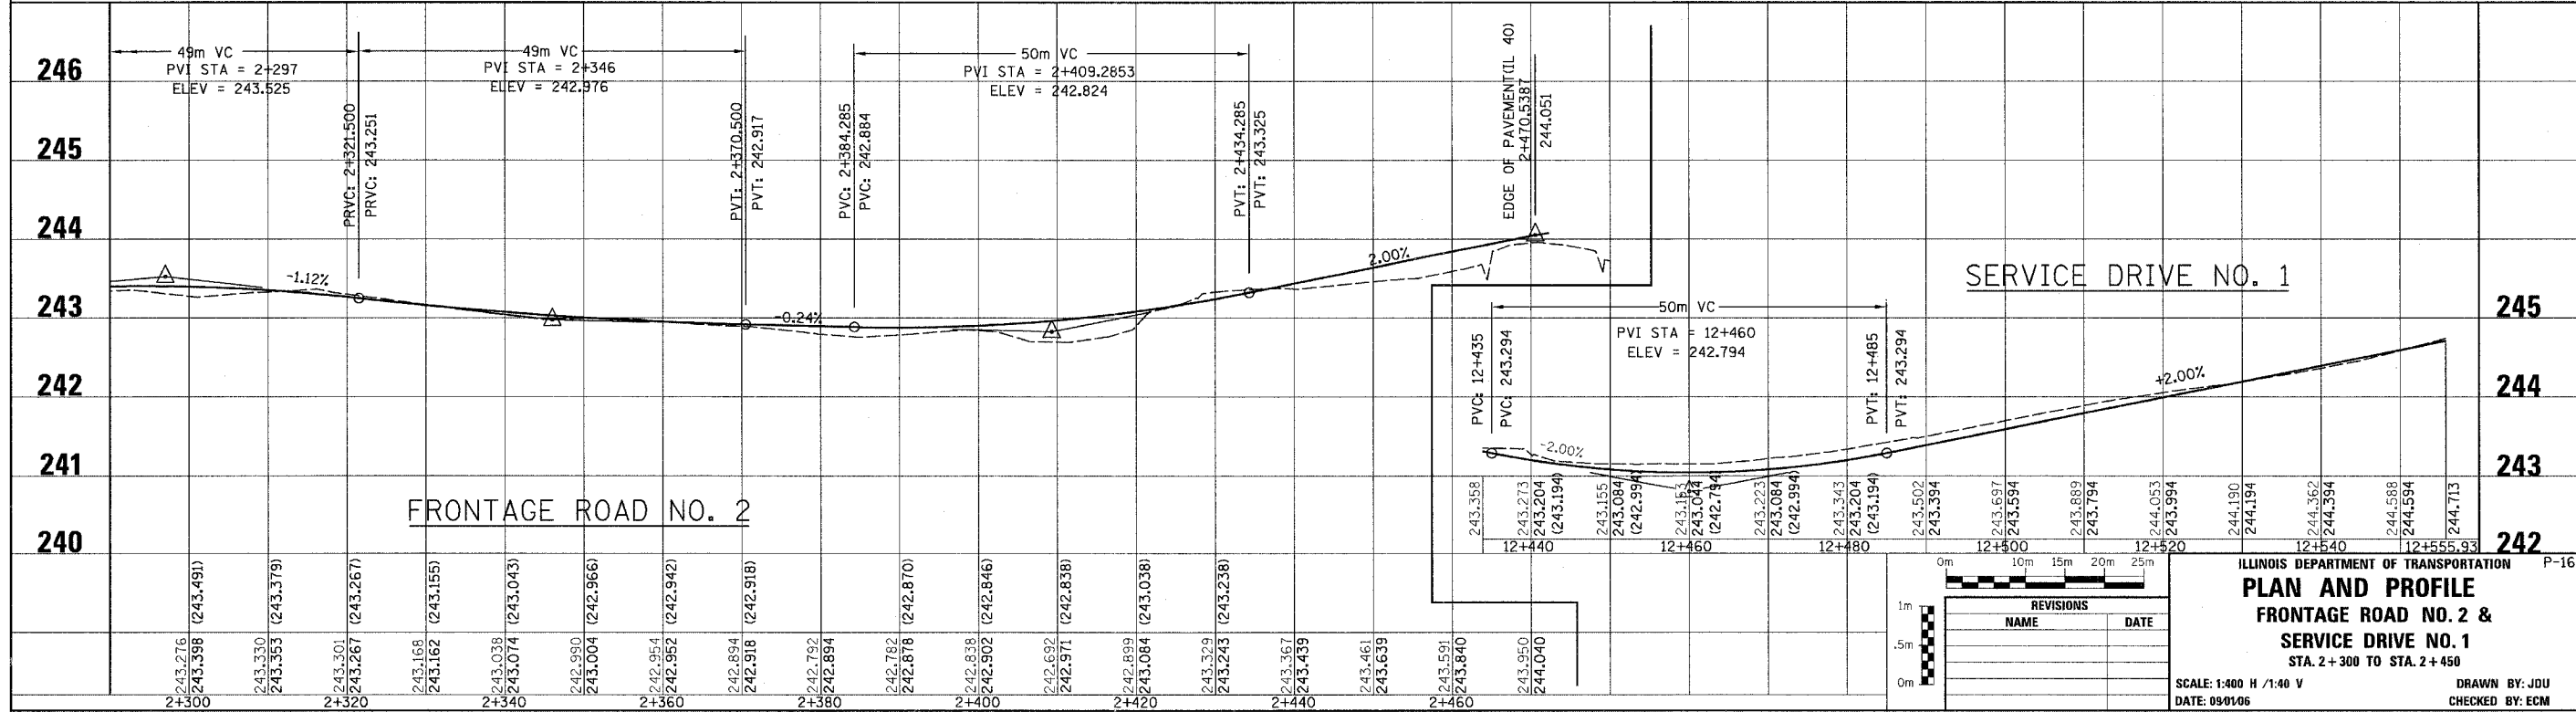 246
245
244
243
242
241
240
49m VC
PVI STA = 2+297
ELEV = 243.525
49m VC
PVI STA = 2+346
ELEV = 242.976
50m VC
PVI STA = 2+409.2853
ELEV = 242.824
PRVC: 2+321.500
PRVC: 243.251
PVT: 2+370.500
PVT: 242.917
PVC: 2+384.285
PVC: 242.884
PVT: 2+434.285
PVT: 243.325
EDGE OF PAVEMENT(IL 40)
2+470.5387
244.051
-1.12%
-0.24%
2.00%
FRONTAGE ROAD NO. 2
243.276
243.398 (243.491)
243.330
243.353 (243.379)
243.301
243.267 (243.267)
243.168
243.162 (243.155)
243.038
243.074 (243.043)
242.990
243.004 (242.966)
242.954
242.952 (242.942)
242.894
242.918 (242.918)
242.792
242.894
242.782
242.878 (242.870)
242.838
242.902 (242.846)
242.692
242.971 (242.838)
242.899
243.084 (243.038)
243.329
243.243 (243.238)
243.367
243.439
243.461
243.639
243.591
243.840
243.950
244.040
2+300
2+320
2+340
2+360
2+380
2+400
2+420
2+440
2+460
SERVICE DRIVE NO. 1
245
244
243
242
50m VC
PVI STA = 12+460
ELEV = 242.794
PVC: 12+435
PVC: 243.294
PVT: 12+485
PVT: 243.294
-2.00%
+2.00%
243.358
243.273
243.204
(243.194)
243.155
243.084
(242.994)
243.153
243.044
(242.794)
243.223
243.084
(242.994)
243.343
243.204
(243.194)
243.502
243.394
243.697
243.594
243.889
243.794
244.053
243.994
244.190
244.194
244.362
244.394
244.588
244.594
244.713
12+440
12+460
12+480
12+500
12+520
12+540
12+555.93
0m 10m 15m 20m 25m
1m
.5m
0m
REVISIONS
NAME DATE
ILLINOIS DEPARTMENT OF TRANSPORTATION P-16
PLAN AND PROFILE
FRONTAGE ROAD NO. 2 &
SERVICE DRIVE NO. 1
STA. 2+300 TO STA. 2+450
SCALE: 1:400 H /1:40 V
DRAWN BY: JDU
DATE: 09/01/06
CHECKED BY: ECM